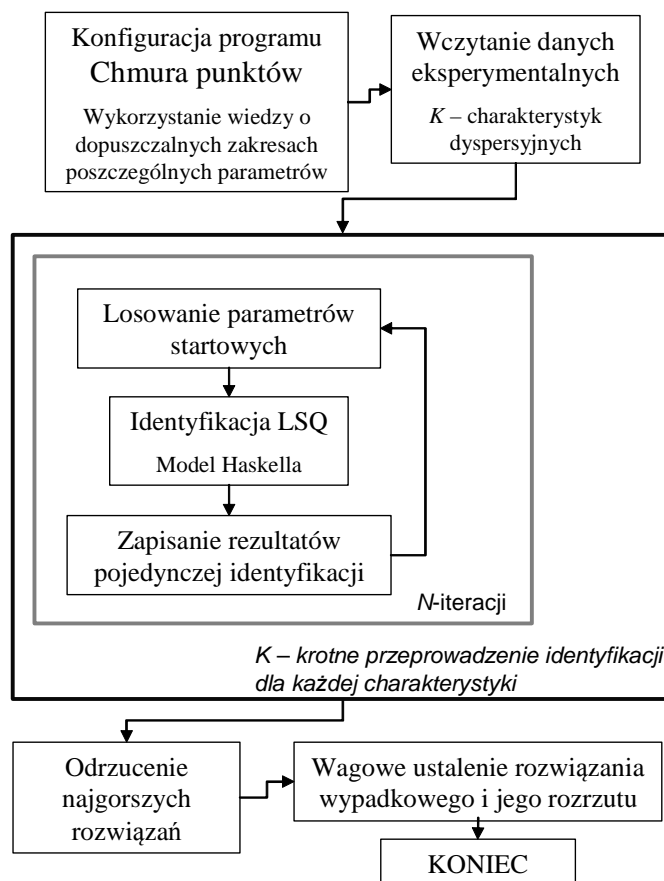 Konfiguracja programu
Chmura punktów
Wykorzystanie wiedzy o
dopuszczalnych zakresach
poszczególnych parametrów
Wczytanie danych
eksperymentalnych
K – charakterystyk
dyspersyjnych
Losowanie parametrów
startowych
Identyfikacja LSQ
Model Haskella
Zapisanie rezultatów
pojedynczej identyfikacji
N-iteracji
K – krotne przeprowadzenie identyfikacji
dla każdej charakterystyki
Odrzucenie
najgorszych
rozwiązań
Wagowe ustalenie rozwiązania
wypadkowego i jego rozrzutu
KONIEC